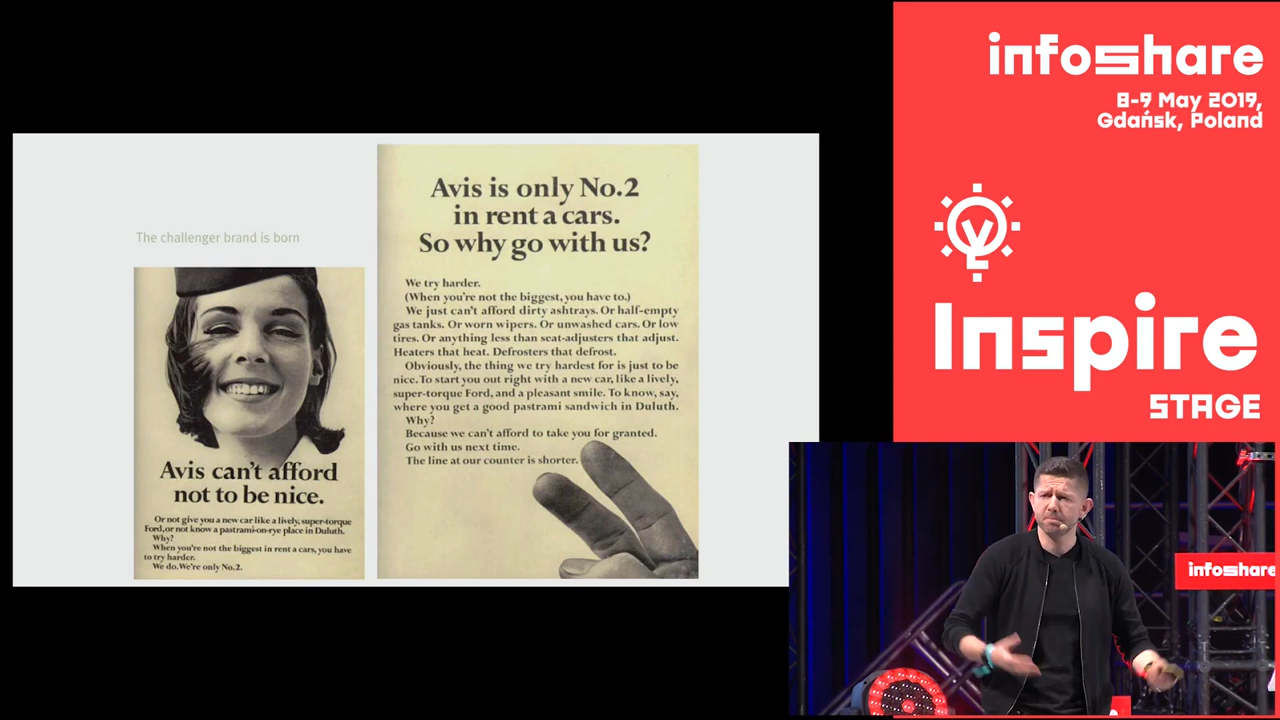 The challenger brand is born
Avis can't afford
not to be nice.
Or not give you a new car like a lively, super-torque
Ford, or not know a pastrami-on-rye place in Duluth.
Why?
When you're not the biggest in rent a cars, you have
to try harder.
We do. We're only No.2.
Avis is only No.2
in rent a cars.
So why go with us?
We try harder.
(When you're not the biggest, you have to.)
We just can't afford dirty ashtrays. Or half-empty
gas tanks. Or worn wipers. Or unwashed cars. Or low
tires. Or anything less than seat-adjusters that adjust.
Heaters that heat. Defrosters that defrost.
Obviously, the thing we try hardest for is just to be
nice. To start you out right with a new car, like a lively,
super-torque Ford, and a pleasant smile. To know, say,
where you get a good pastrami sandwich in Duluth.
Why?
Because we can't afford to take you for granted.
Go with us next time.
The line at our counter is shorter.
infoshare
8-9 May 2019,
Gdańsk, Poland
Inspire
STAGE
infoshare